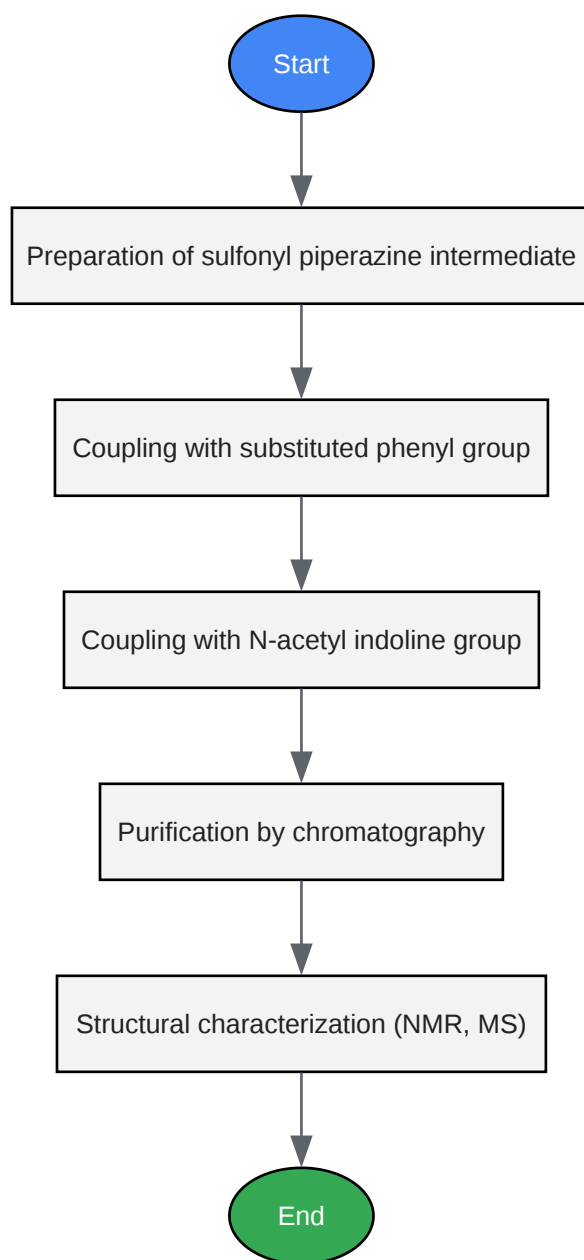 Start
Preparation of sulfonyl piperazine intermediate
Coupling with substituted phenyl group
Coupling with N-acetyl indoline group
Purification by chromatography
Structural characterization (NMR, MS)
End